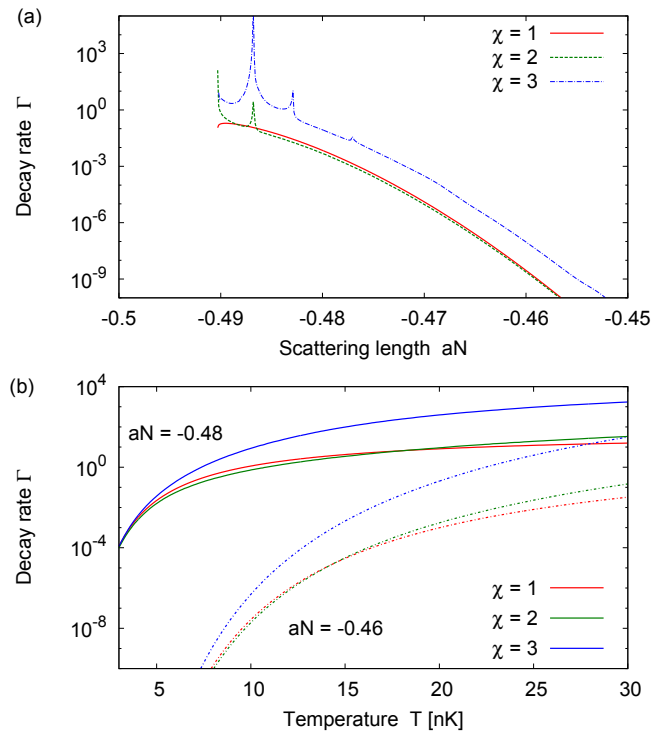 (a)
10^5
10^3
10^0
10^-3
10^-6
10^-9
Decay rate Γ
χ = 1
χ = 2
χ = 3
-0.5
-0.49
-0.48
-0.47
-0.46
-0.45
Scattering length aN
(b)
10^4
10^0
10^-4
10^-8
Decay rate Γ
aN = -0.48
aN = -0.46
χ = 1
χ = 2
χ = 3
5
10
15
20
25
30
Temperature T [nK]